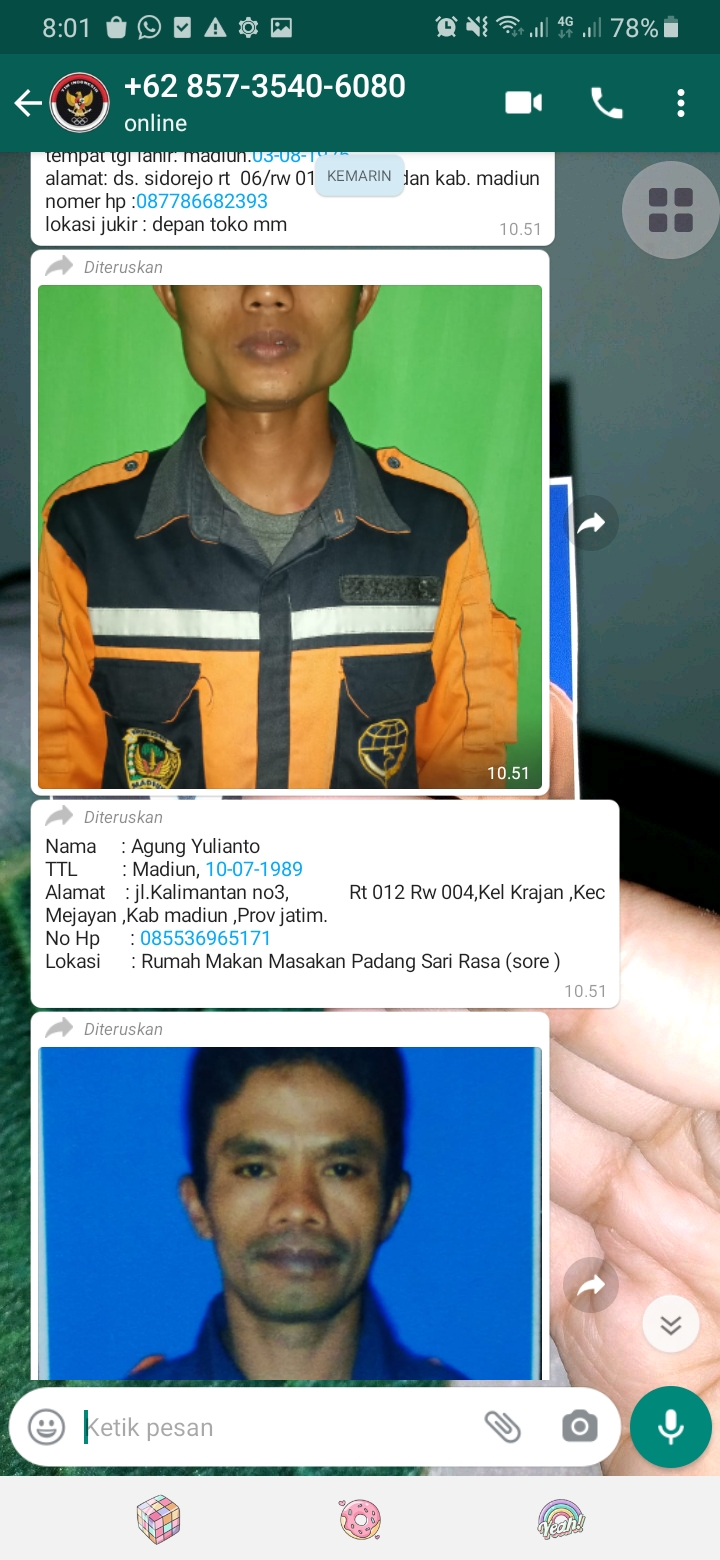 8:01
4G
78%
+62 857-3540-6080
online
tempat tgl lahir: madiun.03-08-1976
KEMARIN
alamat: ds. sidorejo rt 06/rw 01 dan kab. madiun
nomer hp :087786682393
lokasi jukir : depan toko mm
10.51
Diteruskan
MADIUN
10.51
Diteruskan
Nama : Agung Yulianto
TTL : Madiun, 10-07-1989
Alamat : jl.Kalimantan no3, Rt 012 Rw 004,Kel Krajan ,Kec
Mejayan ,Kab madiun ,Prov jatim.
No Hp : 085536965171
Lokasi : Rumah Makan Masakan Padang Sari Rasa (sore )
10.51
Diteruskan
Ketik pesan
Yeah!